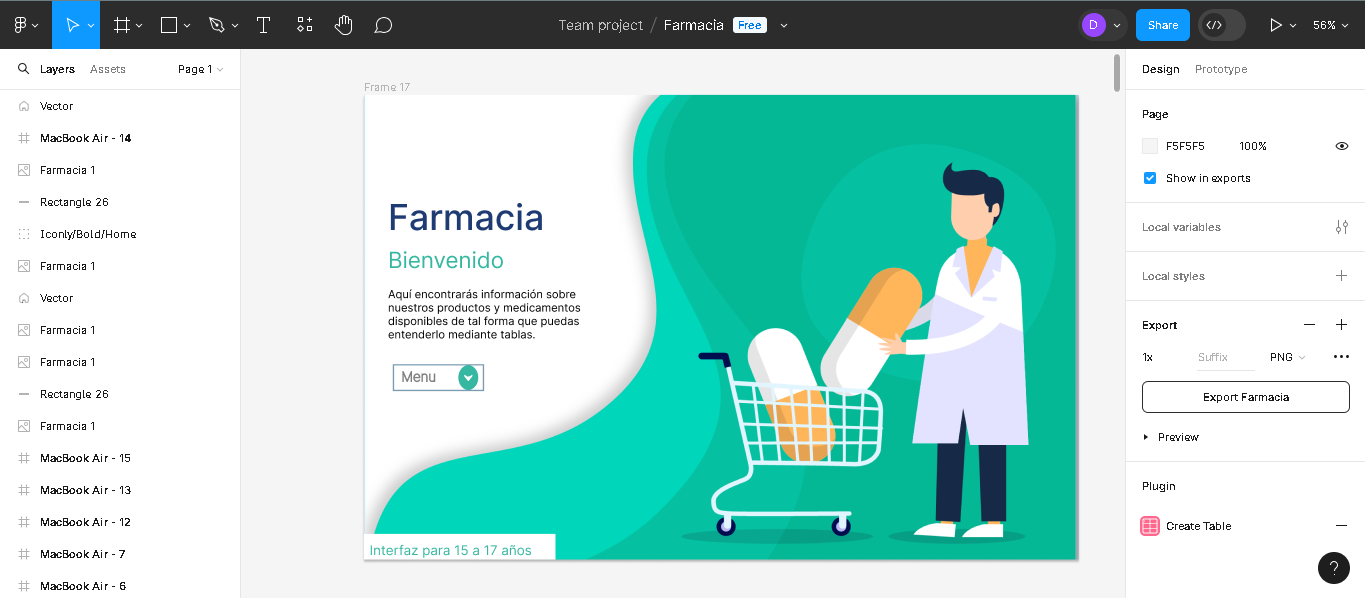 Team project / Farmacia Free
D
Share
56%
Layers
Assets
Page 1
Vector
MacBook Air - 14
Farmacia 1
Rectangle 26
Iconly/Bold/Home
Farmacia 1
Vector
Farmacia 1
Farmacia 1
Rectangle 26
Farmacia 1
MacBook Air - 15
MacBook Air - 13
MacBook Air - 12
MacBook Air - 7
MacBook Air - 6
Frame 17
Farmacia
Bienvenido
Aquí encontrarás información sobre
nuestros productos y medicamentos
disponibles de tal forma que puedas
entenderlo mediante tablas.
Menu
Interfaz para 15 a 17 años
Design
Prototype
Page
F5F5F5 100%
Show in exports
Local variables
Local styles
Export
1x Suffix PNG
Export Farmacia
Preview
Plugin
Create Table
?